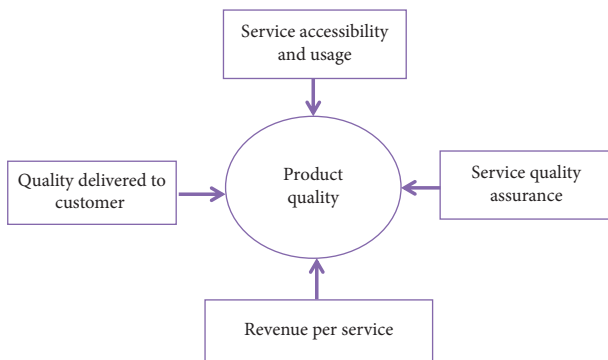 Service accessibility
and usage
Quality delivered to
customer
Product
quality
Service quality
assurance
Revenue per service